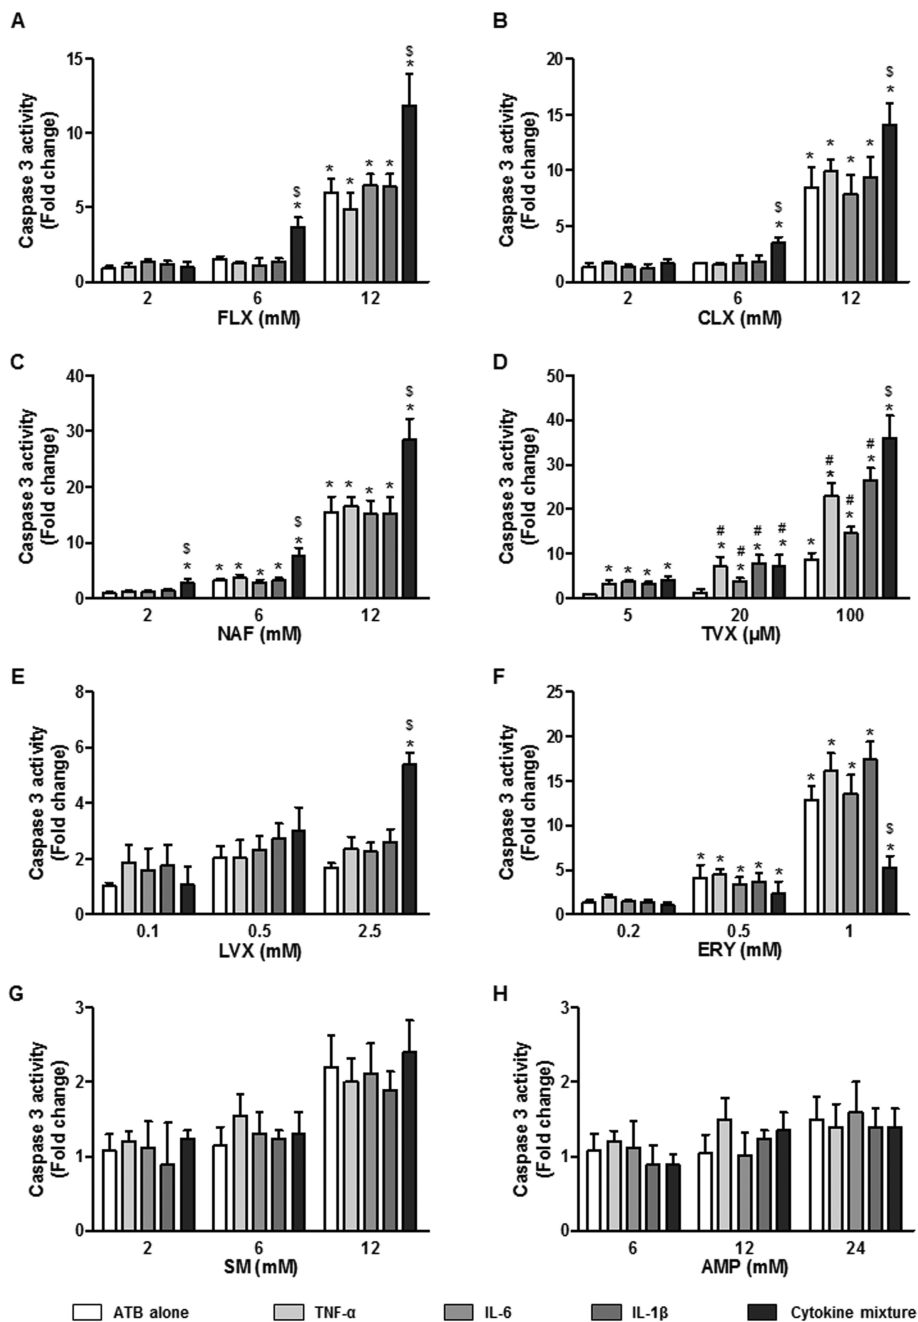 A
Caspase 3 activity
(Fold change)
15
10
5
0
* * * * $ * $ *
2 6 12
FLX (mM)
B
Caspase 3 activity
(Fold change)
20
15
10
5
0
$ * * * * * $ *
2 6 12
CLX (mM)
C
Caspase 3 activity
(Fold change)
40
30
20
10
0
$ * * * * * $ * * * * * $ *
2 6 12
NAF (mM)
D
Caspase 3 activity
(Fold change)
50
40
30
20
10
0
* * * * # * # * # * # * * # * # * # * $ *
5 20 100
TVX (µM)
E
Caspase 3 activity
(Fold change)
8
6
4
2
0
$ *
0.1 0.5 2.5
LVX (mM)
F
Caspase 3 activity
(Fold change)
25
20
15
10
5
0
* * * * * * * * * $ *
0.2 0.5 1
ERY (mM)
G
Caspase 3 activity
(Fold change)
3
2
1
0
2 6 12
SM (mM)
H
Caspase 3 activity
(Fold change)
3
2
1
0
6 12 24
AMP (mM)
ATB alone TNF-α IL-6 IL-1β Cytokine mixture